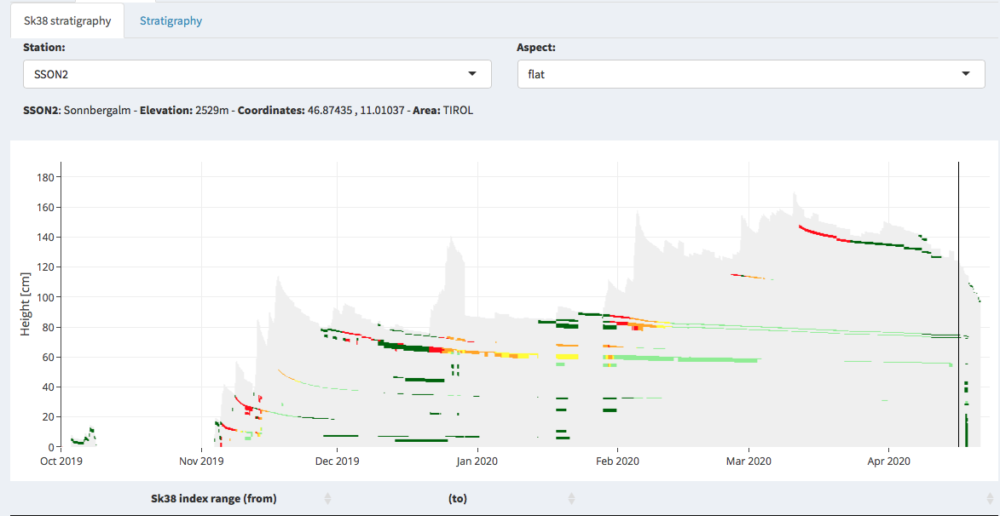 Sk38 stratigraphy Stratigraphy
Station: Aspect:
SSON2 flat
SSON2: Sonnbergalm - Elevation: 2529m - Coordinates: 46.87435 , 11.01037 - Area: TIROL
Height [cm]
180
160
140
120
100
80
60
40
20
0
Oct 2019 Nov 2019 Dec 2019 Jan 2020 Feb 2020 Mar 2020 Apr 2020
Sk38 index range (from) (to)